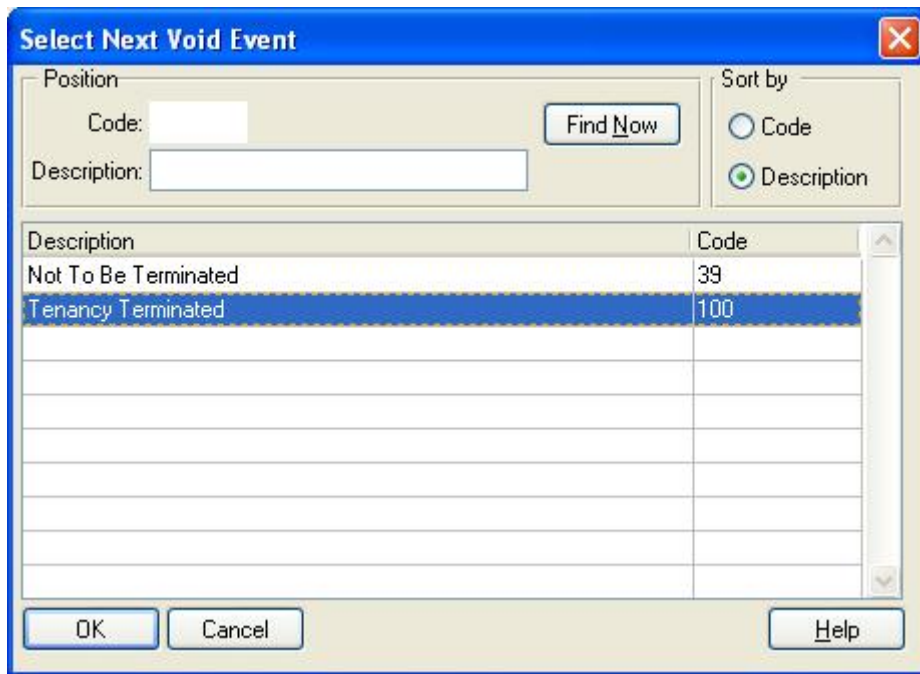 Select Next Void Event
Position
Sort by
Code:
Find Now
Code
Description:
Description
Description Code
Not To Be Terminated 39
Tenancy Terminated 100
OK Cancel Help